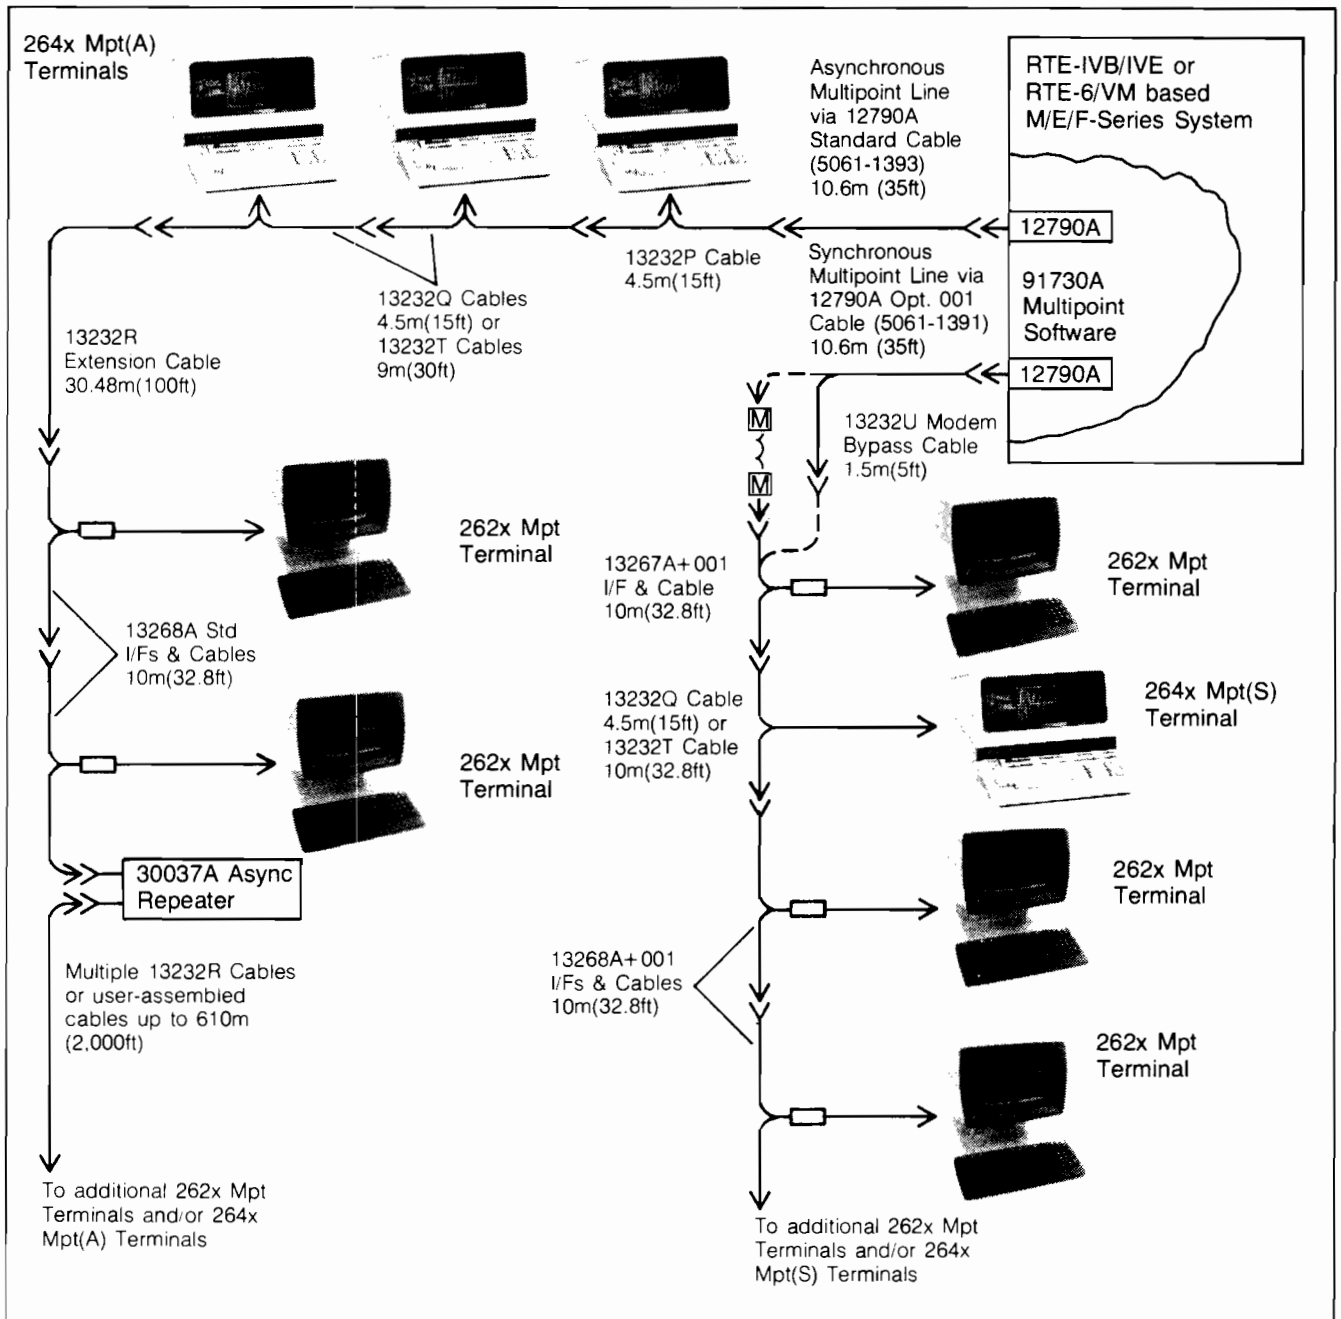 264x Mpt(A)
Terminals
Asynchronous
Multipoint Line
via 12790A
Standard Cable
(5061-1393)
10.6m (35ft)
RTE-IVB/IVE or
RTE-6/VM based
M/E/F-Series System
12790A
91730A
Multipoint
Software
12790A
13232P Cable
4.5m(15ft)
Synchronous
Multipoint Line via
12790A Opt. 001
Cable (5061-1391)
10.6m (35ft)
13232Q Cables
4.5m(15ft) or
13232T Cables
9m(30ft)
13232R
Extension Cable
30.48m(100ft)
M
M
13232U Modem
Bypass Cable
1.5m(5ft)
262x Mpt
Terminal
13268A Std
I/Fs & Cables
10m(32.8ft)
262x Mpt
Terminal
30037A Async
Repeater
Multiple 13232R Cables
or user-assembled
cables up to 610m
(2,000ft)
To additional 262x Mpt
Terminals and/or 264x
Mpt(A) Terminals
13267A+001
I/F & Cable
10m(32.8ft)
262x Mpt
Terminal
13232Q Cable
4.5m(15ft) or
13232T Cable
10m(32.8ft)
264x Mpt(S)
Terminal
262x Mpt
Terminal
13268A+001
I/Fs & Cables
10m(32.8ft)
262x Mpt
Terminal
To additional 262x Mpt
Terminals and/or 264x
Mpt(S) Terminals